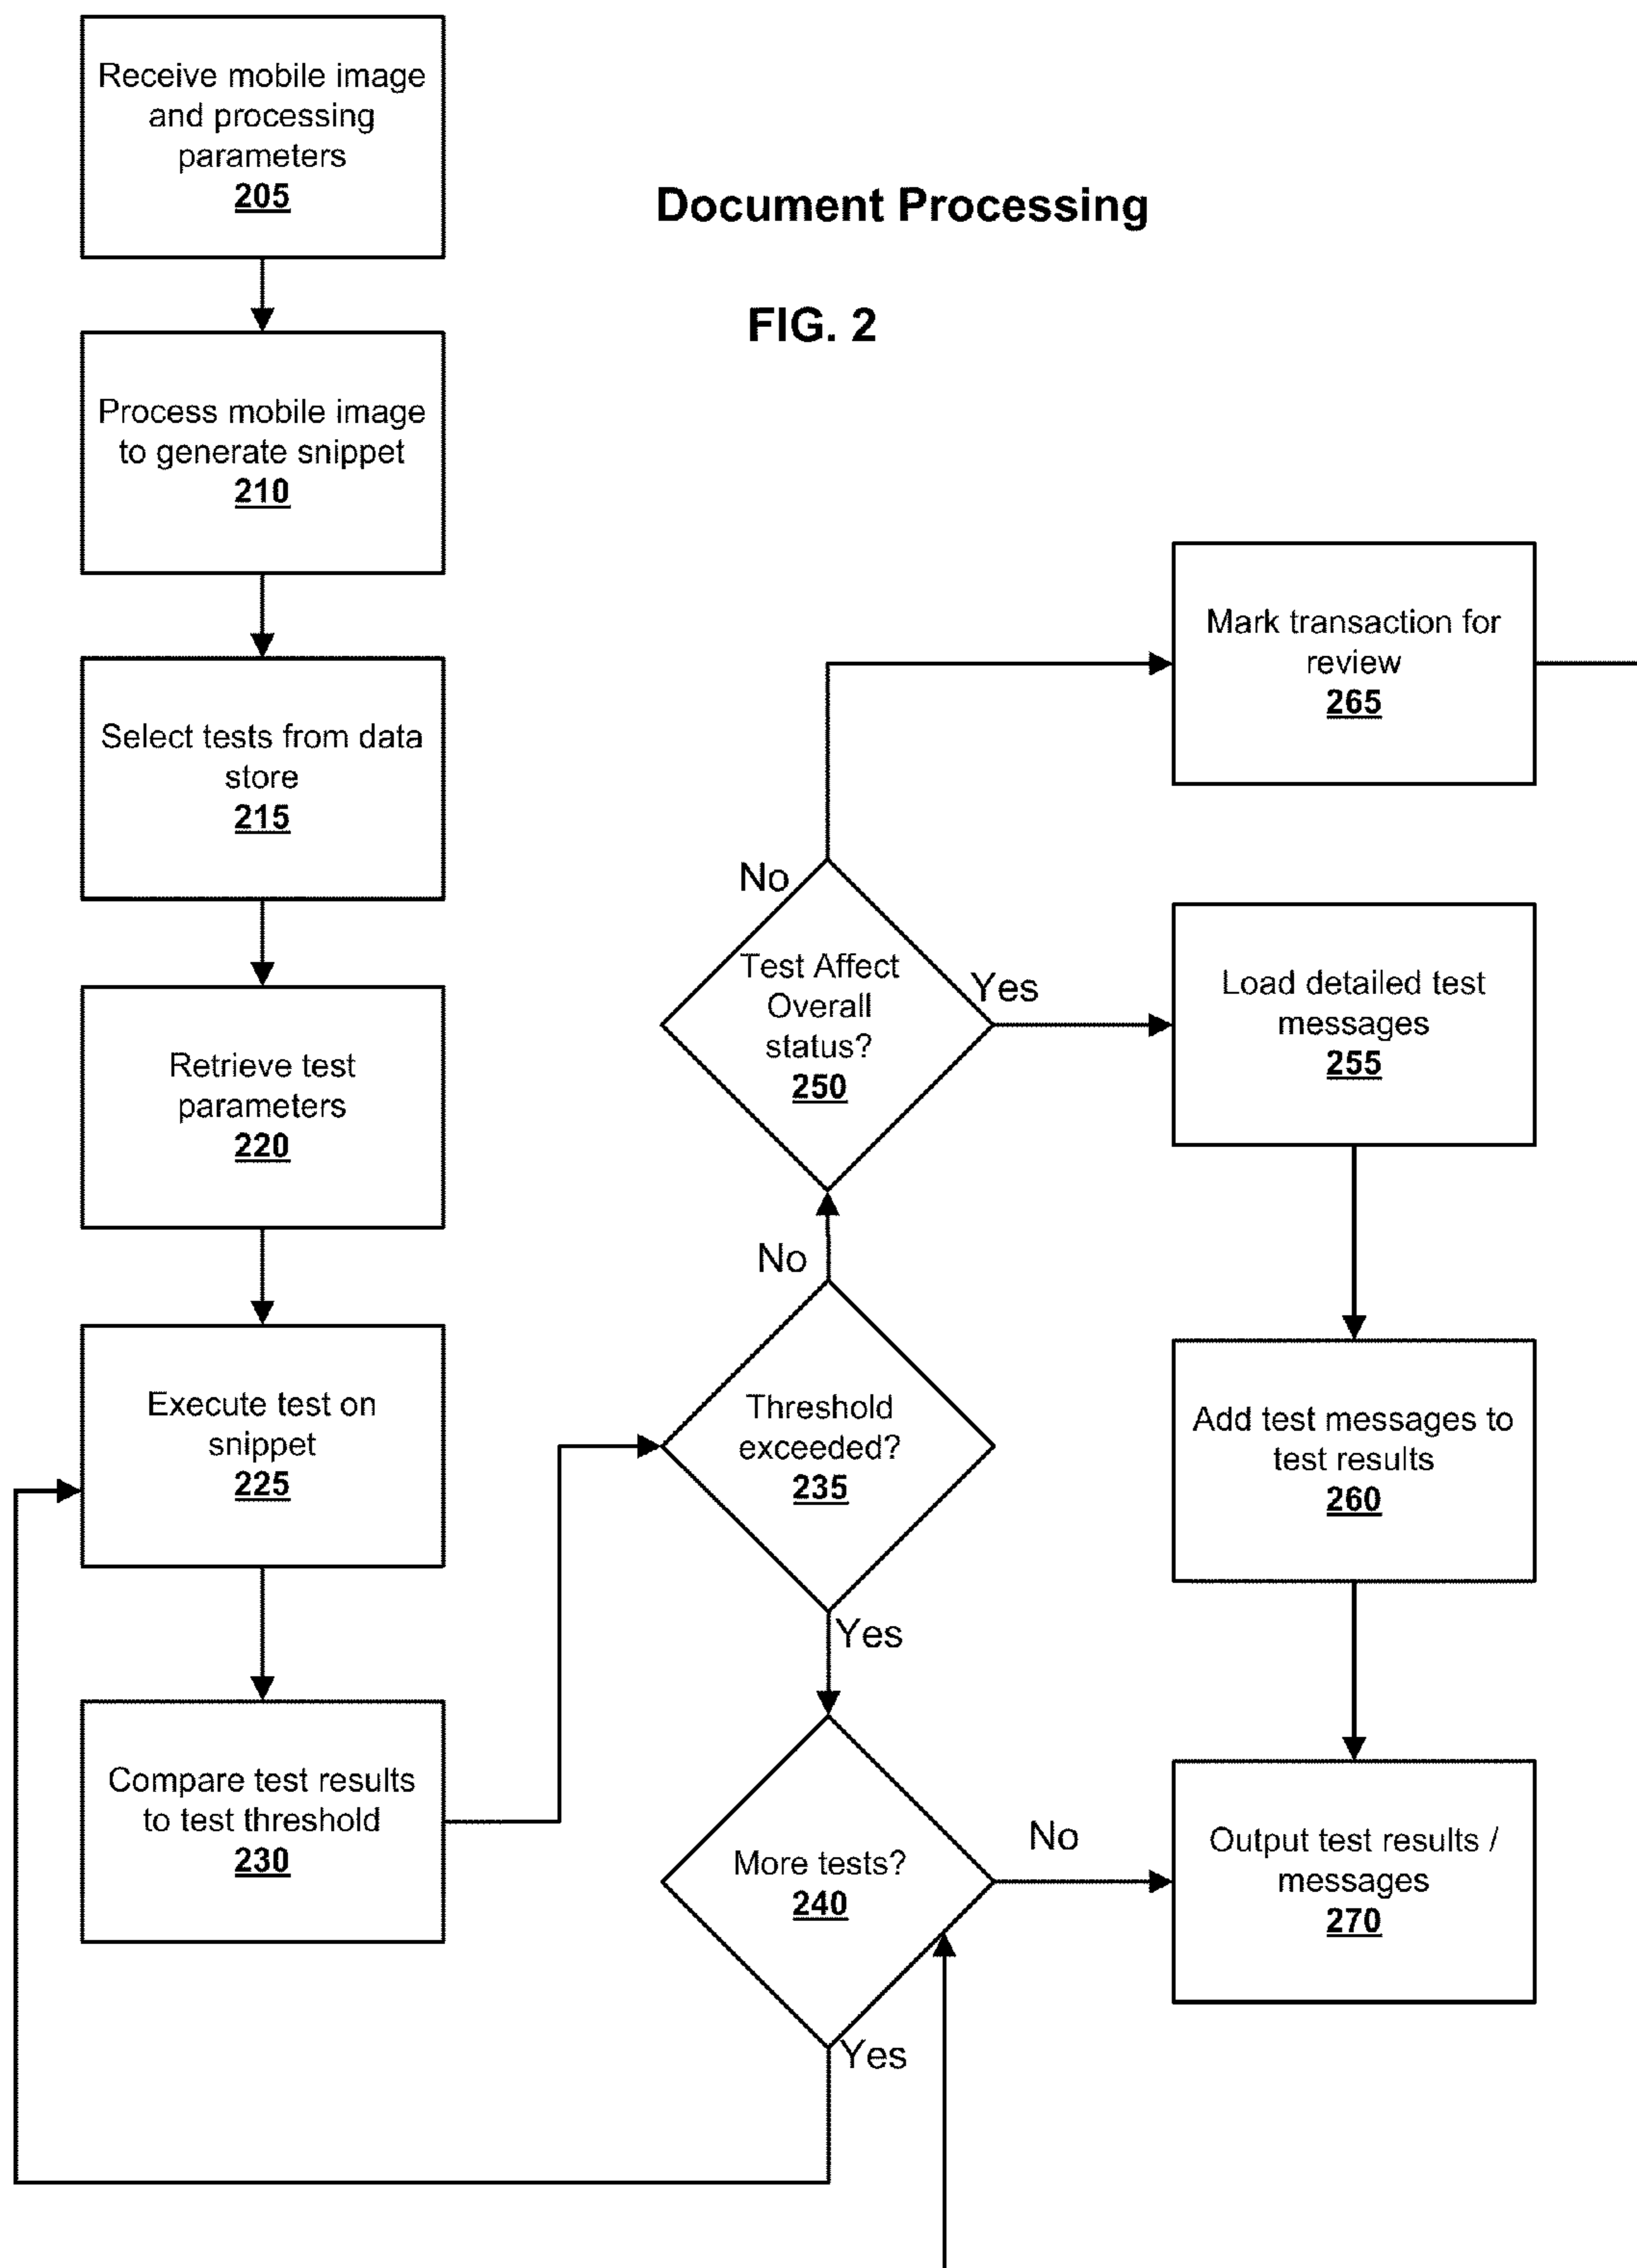 Receive mobile image
and processing
parameters
205
Document Processing
FIG. 2
Process mobile image
to generate snippet
210
Select tests from data
store
215
Retrieve test
parameters
220
Execute test on
snippet
225
Compare test results
to test threshold
230
Threshold
exceeded?
235
No
Yes
Test Affect
Overall
status?
250
No
Yes
Mark transaction for
review
265
Load detailed test
messages
255
Add test messages to
test results
260
More tests?
240
No
Yes
Output test results /
messages
270